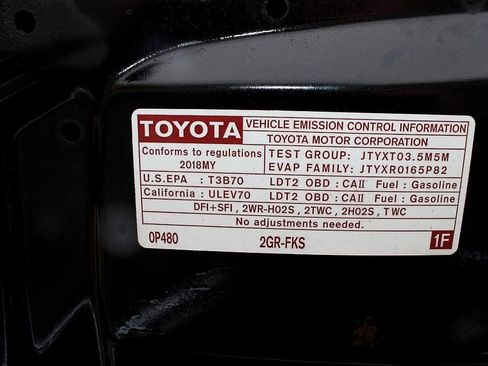 TOYOTA VEHICLE EMISSION CONTROL INFORMATION
TOYOTA MOTOR CORPORATION
Conforms to regulations
2018MY
TEST GROUP: JTYXT03.5M5M
EVAP FAMILY: JTYXR0165P82
U.S.EPA : T3B70 LDT2 OBD : CAII Fuel : Gasoline
California : ULEV70 LDT2 OBD : CAII Fuel : Gasoline
DFI+SFI, 2WR-HO2S, 2TWC, 2HO2S, TWC
No adjustments needed.
0P480 2GR-FKS 1F